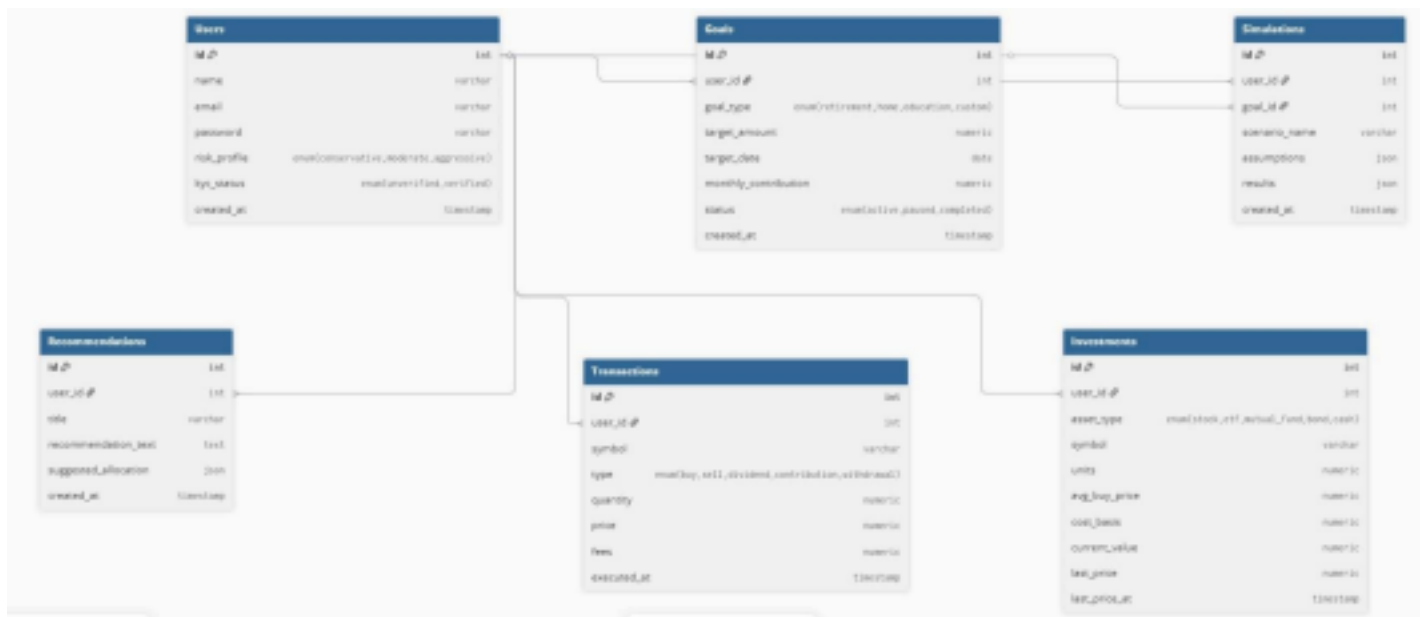 Users
id int
name varchar
email varchar
password varchar
risk_profile enum(conservative,moderate,aggressive)
kyc_status enum(unverified,verified)
created_at timestamp
Goals
id int
user_id int
goal_type enum(retirement,home,education,custom)
target_amount numeric
target_date date
monthly_contribution numeric
status enum(active,paused,completed)
created_at timestamp
Simulations
id int
user_id int
goal_id int
scenario_name varchar
assumptions json
results json
created_at timestamp
Recommendations
id int
user_id int
title varchar
recommendation_text text
suggested_allocation json
created_at timestamp
Transactions
id int
user_id int
symbol varchar
type enum(buy,sell,dividend,contribution,withdrawal)
quantity numeric
price numeric
fees numeric
executed_at timestamp
Investments
id int
user_id int
asset_type enum(stock,etf,mutual_fund,bond,cash)
symbol varchar
units numeric
avg_buy_price numeric
cost_basis numeric
current_value numeric
last_price numeric
last_price_at timestamp